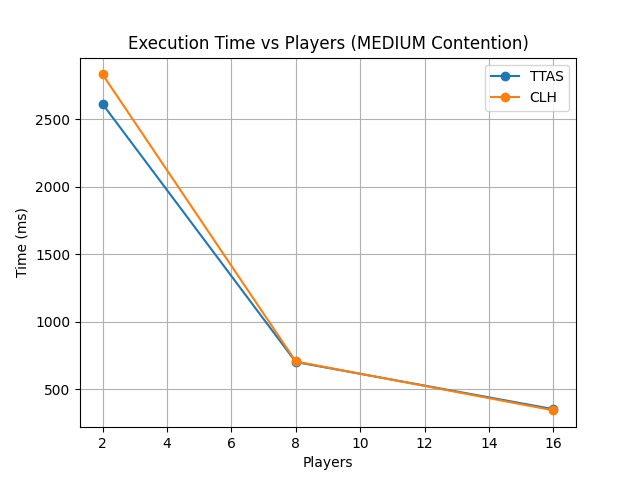 Execution Time vs Players (MEDIUM Contention)
TTAS
CLH
Time (ms)
2500
2000
1500
1000
500
2 4 6 8 10 12 14 16
Players